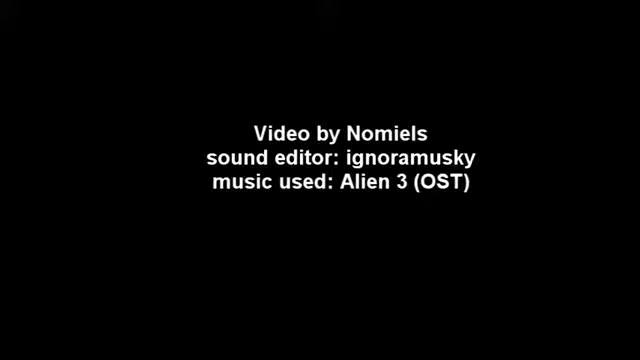 Video by Nomiels
sound editor: ignoramusky
music used: Alien 3 (OST)